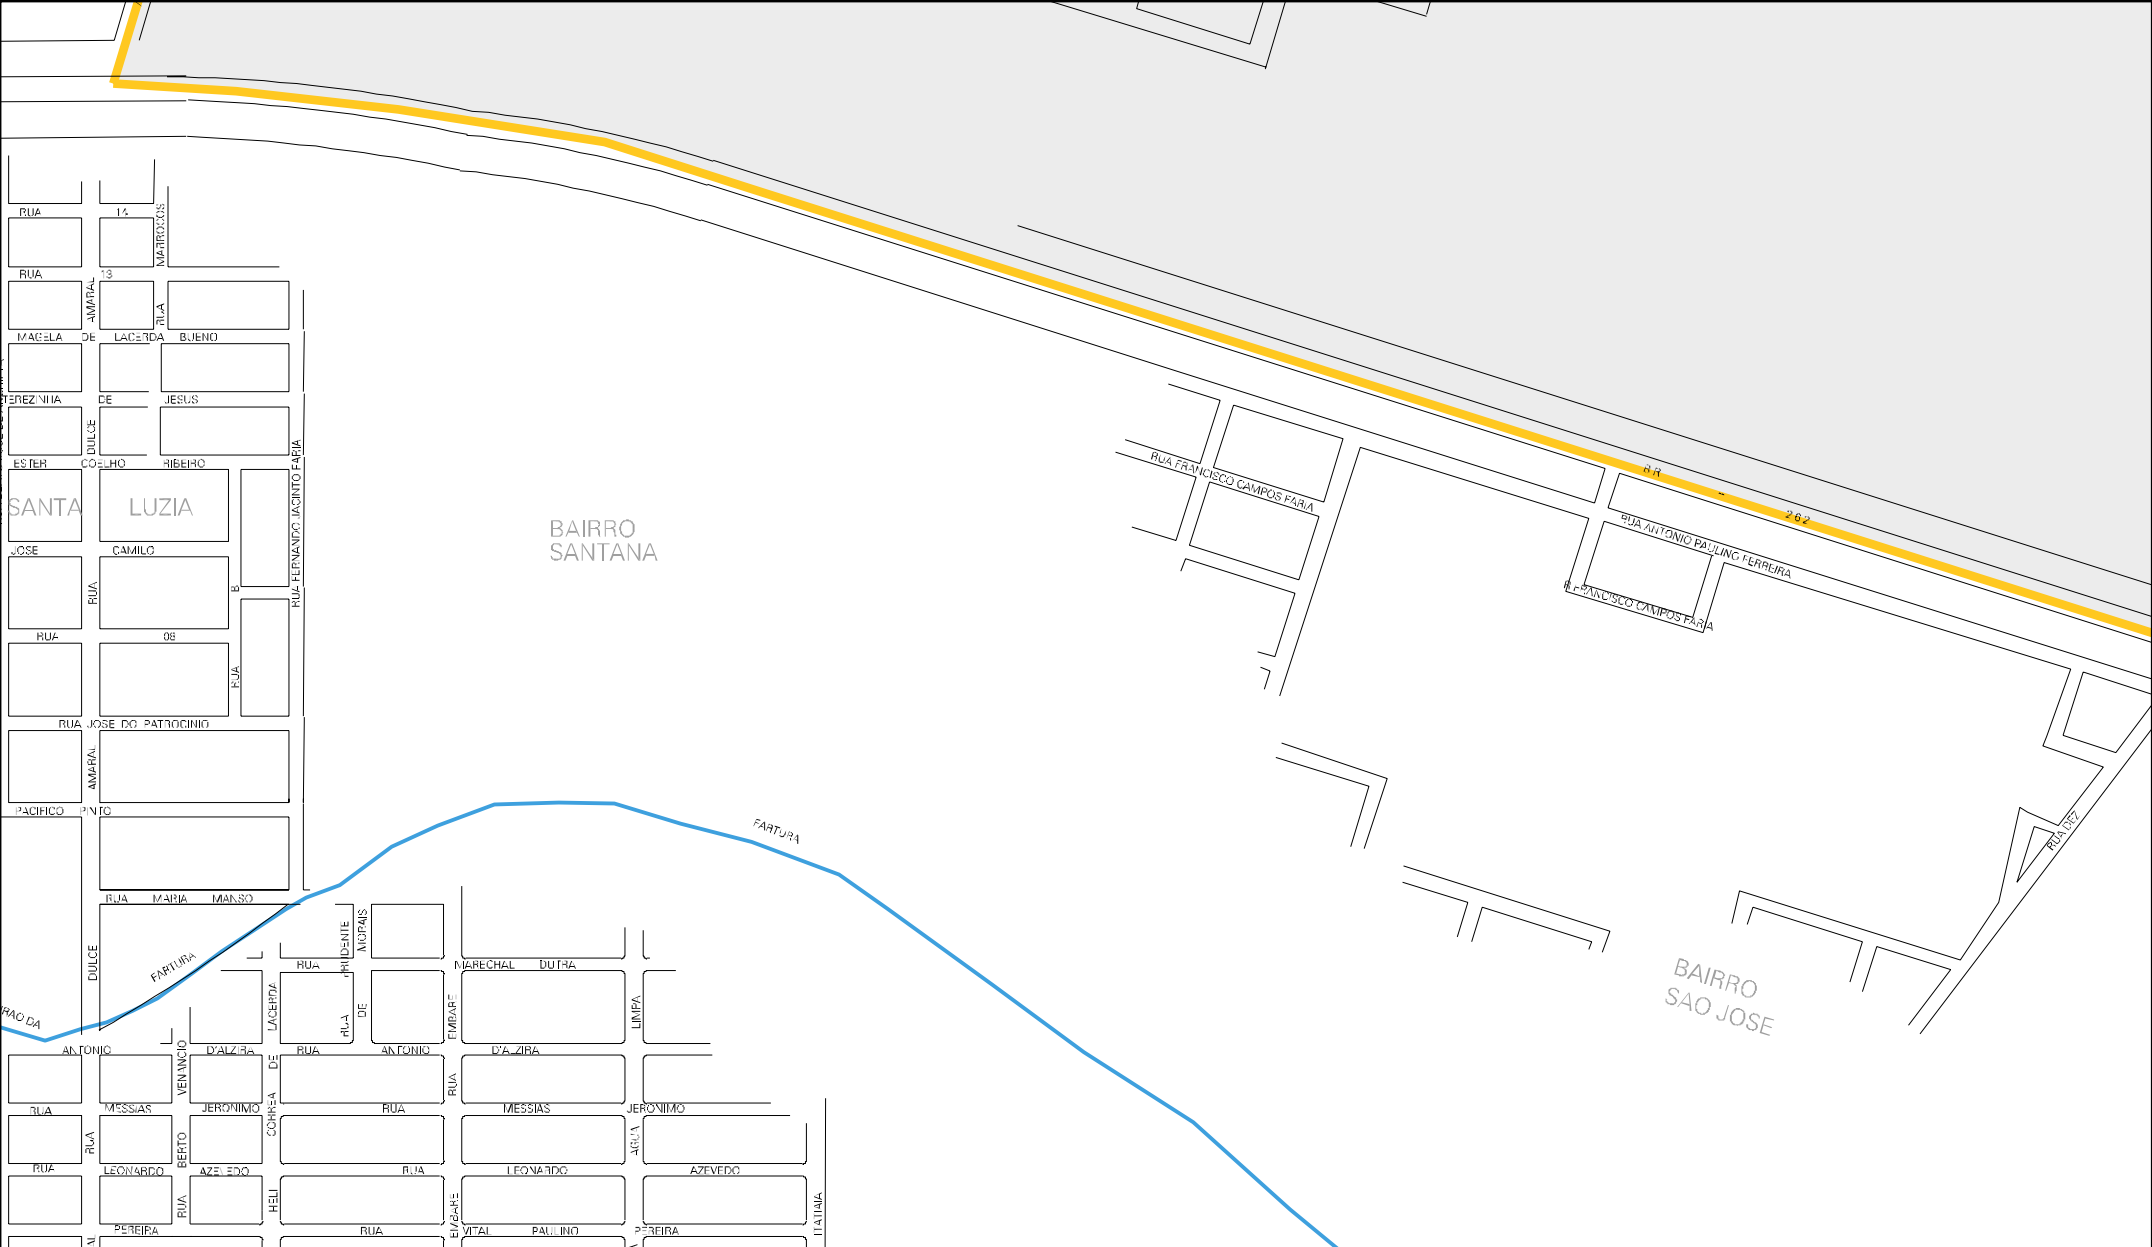 RUA 14
MARROCOS
RUA 13
AMARAL
RUA
MAGELA DE LACERDA BUENO
TEREZINHA DE JESUS
DULCE
ESTER COELHO RIBEIRO
RUA FERNANDO JACINTO FARIA
SANTA LUZIA
BAIRRO
SANTANA
JOSE CAMILO
RUA
B
RUA 08
RUA
RUA JOSE DO PATROCINIO
AMARAL
PACIFICO PINTO
RUA MARIA MANSO
DULCE
FARTURA
FARTURA
RAO DA
PRUDENTE
MORAIS
RUA MARECHAL DUTRA
LACERDA
RUA
DE
EMBARE
LIMPA
ANTONIO D'ALZIRA RUA ANTONIO D'ALZIRA
VENANCIO
DE
RUA
RUA MESSIAS JERONIMO RUA MESSIAS JERONIMO
CORREA
RUA
BERTO
AGUA
RUA LEONARDO AZEVEDO RUA LEONARDO AZEVEDO
RUA
HELI
EMBARE
ITATIAIA
PEREIRA RUA VITAL PAULINO PEREIRA
RUA FRANCISCO CAMPOS FARIA
BR - 262
RUA ANTONIO PAULINO FERREIRA
R FRANCISCO CAMPOS FARIA
RUA DEZ
BAIRRO
SAO JOSE